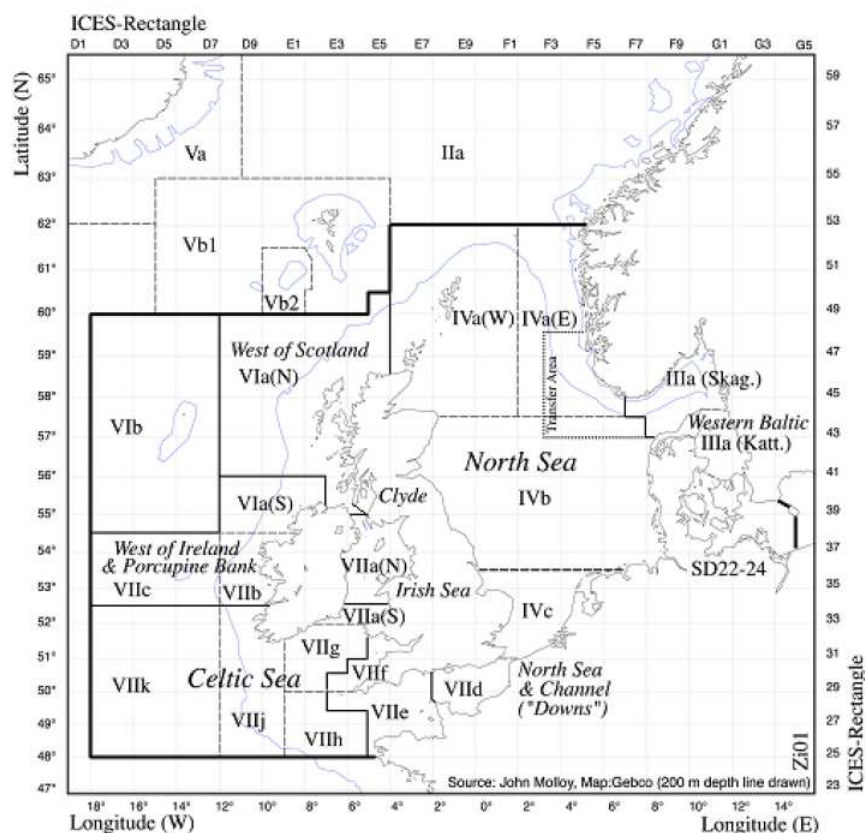 ICES-Rectangle
D1 D3 D5 D7 D9 E1 E3 E5 E7 E9 F1 F3 F5 F7 F9 G1 G3 G5
Latitude (N)
65° 59
64° 57
Va IIa
55
63°
62° 53
Vb1
61° 51
Vb2
60° 49
IVa(W) IVa(E)
West of Scotland
59° 47
VIa(N)
IIIa (Skag.)
58° 45
Transfer Area
VIb
Western Baltic
57° 43
IIIa (Katt.)
North Sea
56° 41
VIa(S) Clyde IVb
55° 39
54° 37
West of Ireland
& Porcupine Bank
VIIa(N)
SD22-24
53° 35
VIIc VIIb
Irish Sea
VIIa(S)
IVc
52° 33
VIIg
51° 31
Celtic Sea
VIIf
North Sea
& Channel
("Downs")
VIIk VIId
50° 29
VIIj VIIe
49° 27
VIIh
48° 25
Zi01
Source: John Molloy, Map:Gebco (200 m depth line drawn)
47° 23
18° 16° 14° 12° 10° 8° 6° 4° 2° 0° 2° 4° 6° 8° 10° 12° 14°
Longitude (W) Longitude (E)
ICES-Rectangle